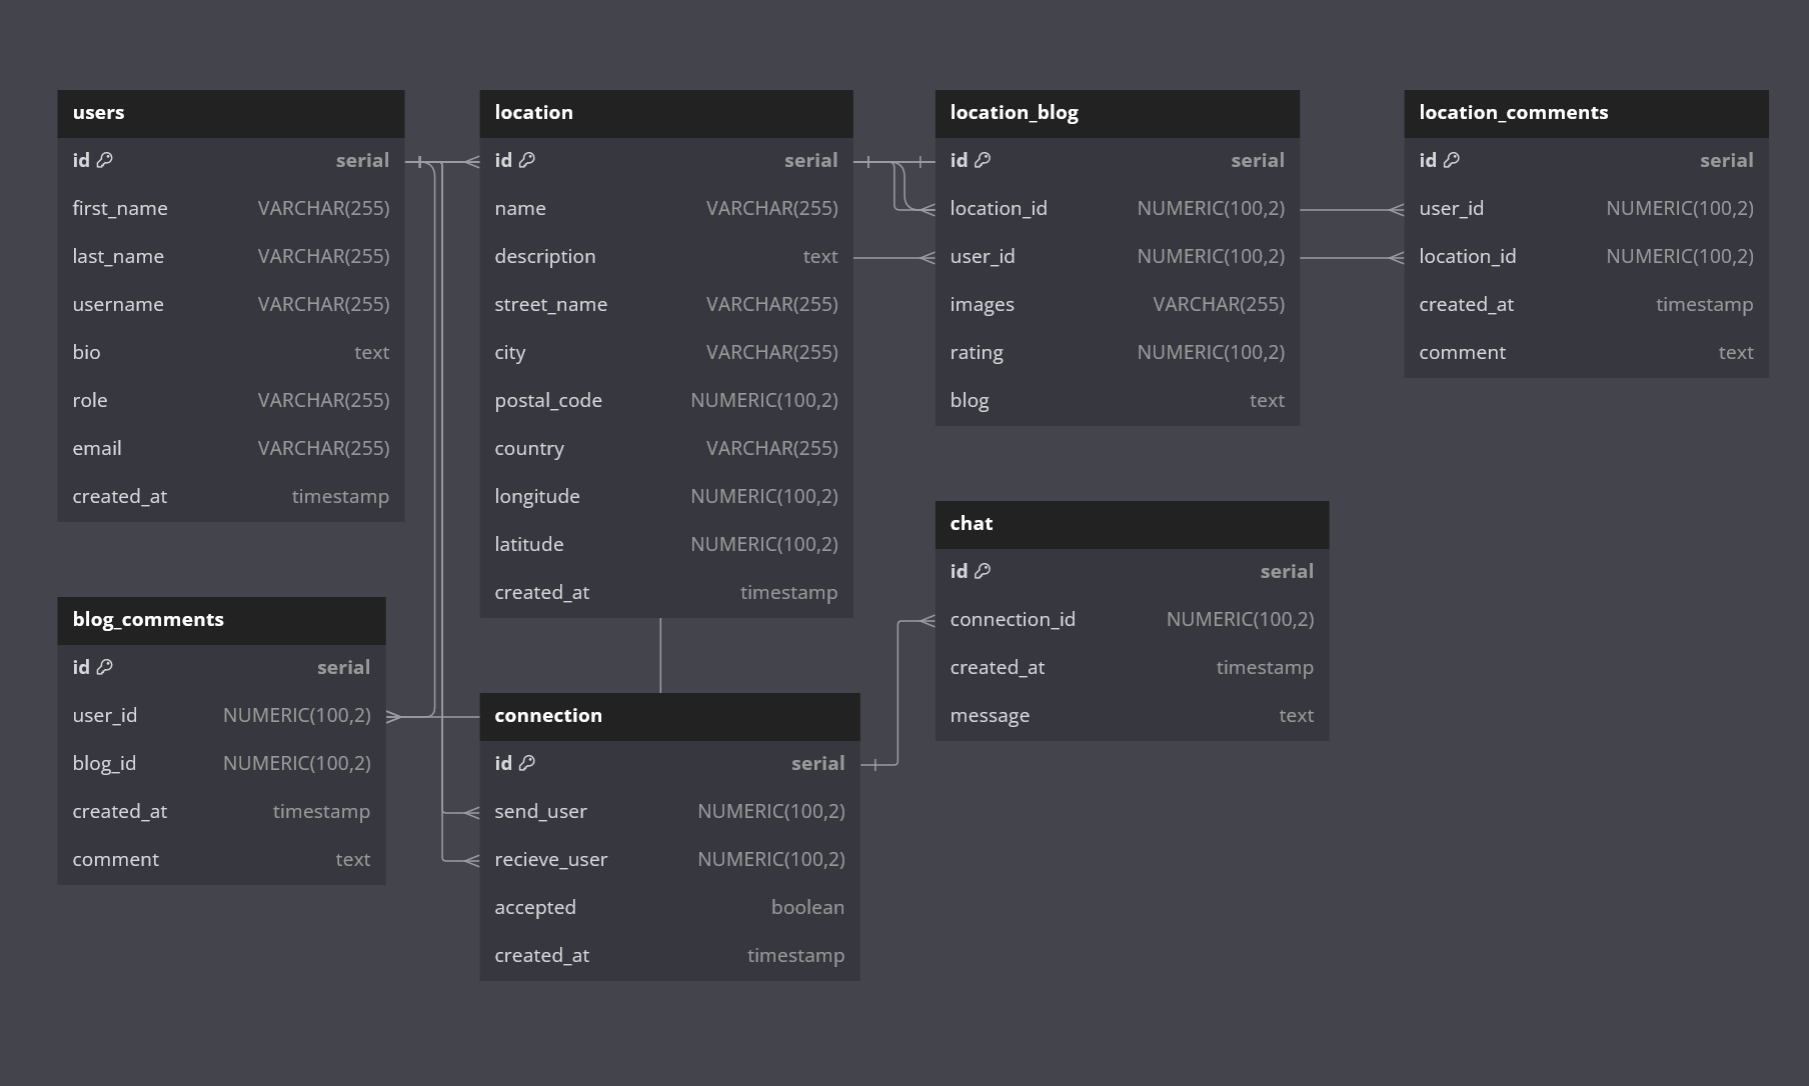 users
id serial
first_name VARCHAR(255)
last_name VARCHAR(255)
username VARCHAR(255)
bio text
role VARCHAR(255)
email VARCHAR(255)
created_at timestamp
location
id serial
name VARCHAR(255)
description text
street_name VARCHAR(255)
city VARCHAR(255)
postal_code NUMERIC(100,2)
country VARCHAR(255)
longitude NUMERIC(100,2)
latitude NUMERIC(100,2)
created_at timestamp
location_blog
id serial
location_id NUMERIC(100,2)
user_id NUMERIC(100,2)
images VARCHAR(255)
rating NUMERIC(100,2)
blog text
location_comments
id serial
user_id NUMERIC(100,2)
location_id NUMERIC(100,2)
created_at timestamp
comment text
blog_comments
id serial
user_id NUMERIC(100,2)
blog_id NUMERIC(100,2)
created_at timestamp
comment text
connection
id serial
send_user NUMERIC(100,2)
recieve_user NUMERIC(100,2)
accepted boolean
created_at timestamp
chat
id serial
connection_id NUMERIC(100,2)
created_at timestamp
message text